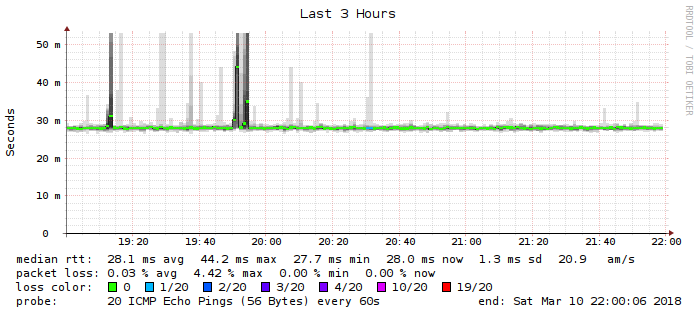 Last 3 Hours
RRDTOOL / TOBI OETIKER
Seconds
50 m
40 m
30 m
20 m
10 m
0
19:20 19:40 20:00 20:20 20:40 21:00 21:20 21:40 22:00
median rtt: 28.1 ms avg 44.2 ms max 27.7 ms min 28.0 ms now 1.3 ms sd 20.9 am/s
packet loss: 0.03 % avg 4.42 % max 0.00 % min 0.00 % now
loss color: 0 1/20 2/20 3/20 4/20 10/20 19/20
probe: 20 ICMP Echo Pings (56 Bytes) every 60s end: Sat Mar 10 22:00:06 2018